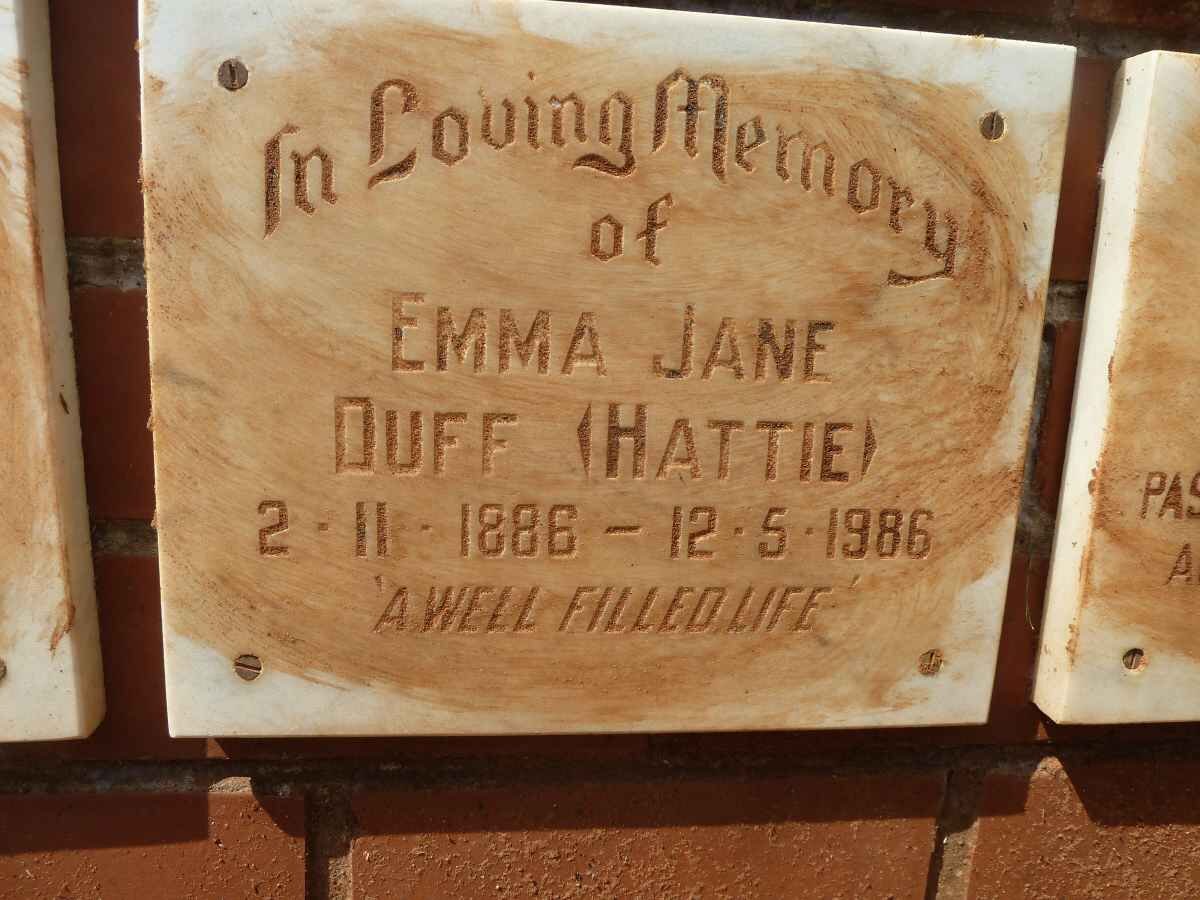 In Loving Memory
of
EMMA JANE
DUFF (HATTIE)
2 · 11 · 1886 – 12 · 5 · 1986
'A WELL FILLED LIFE'